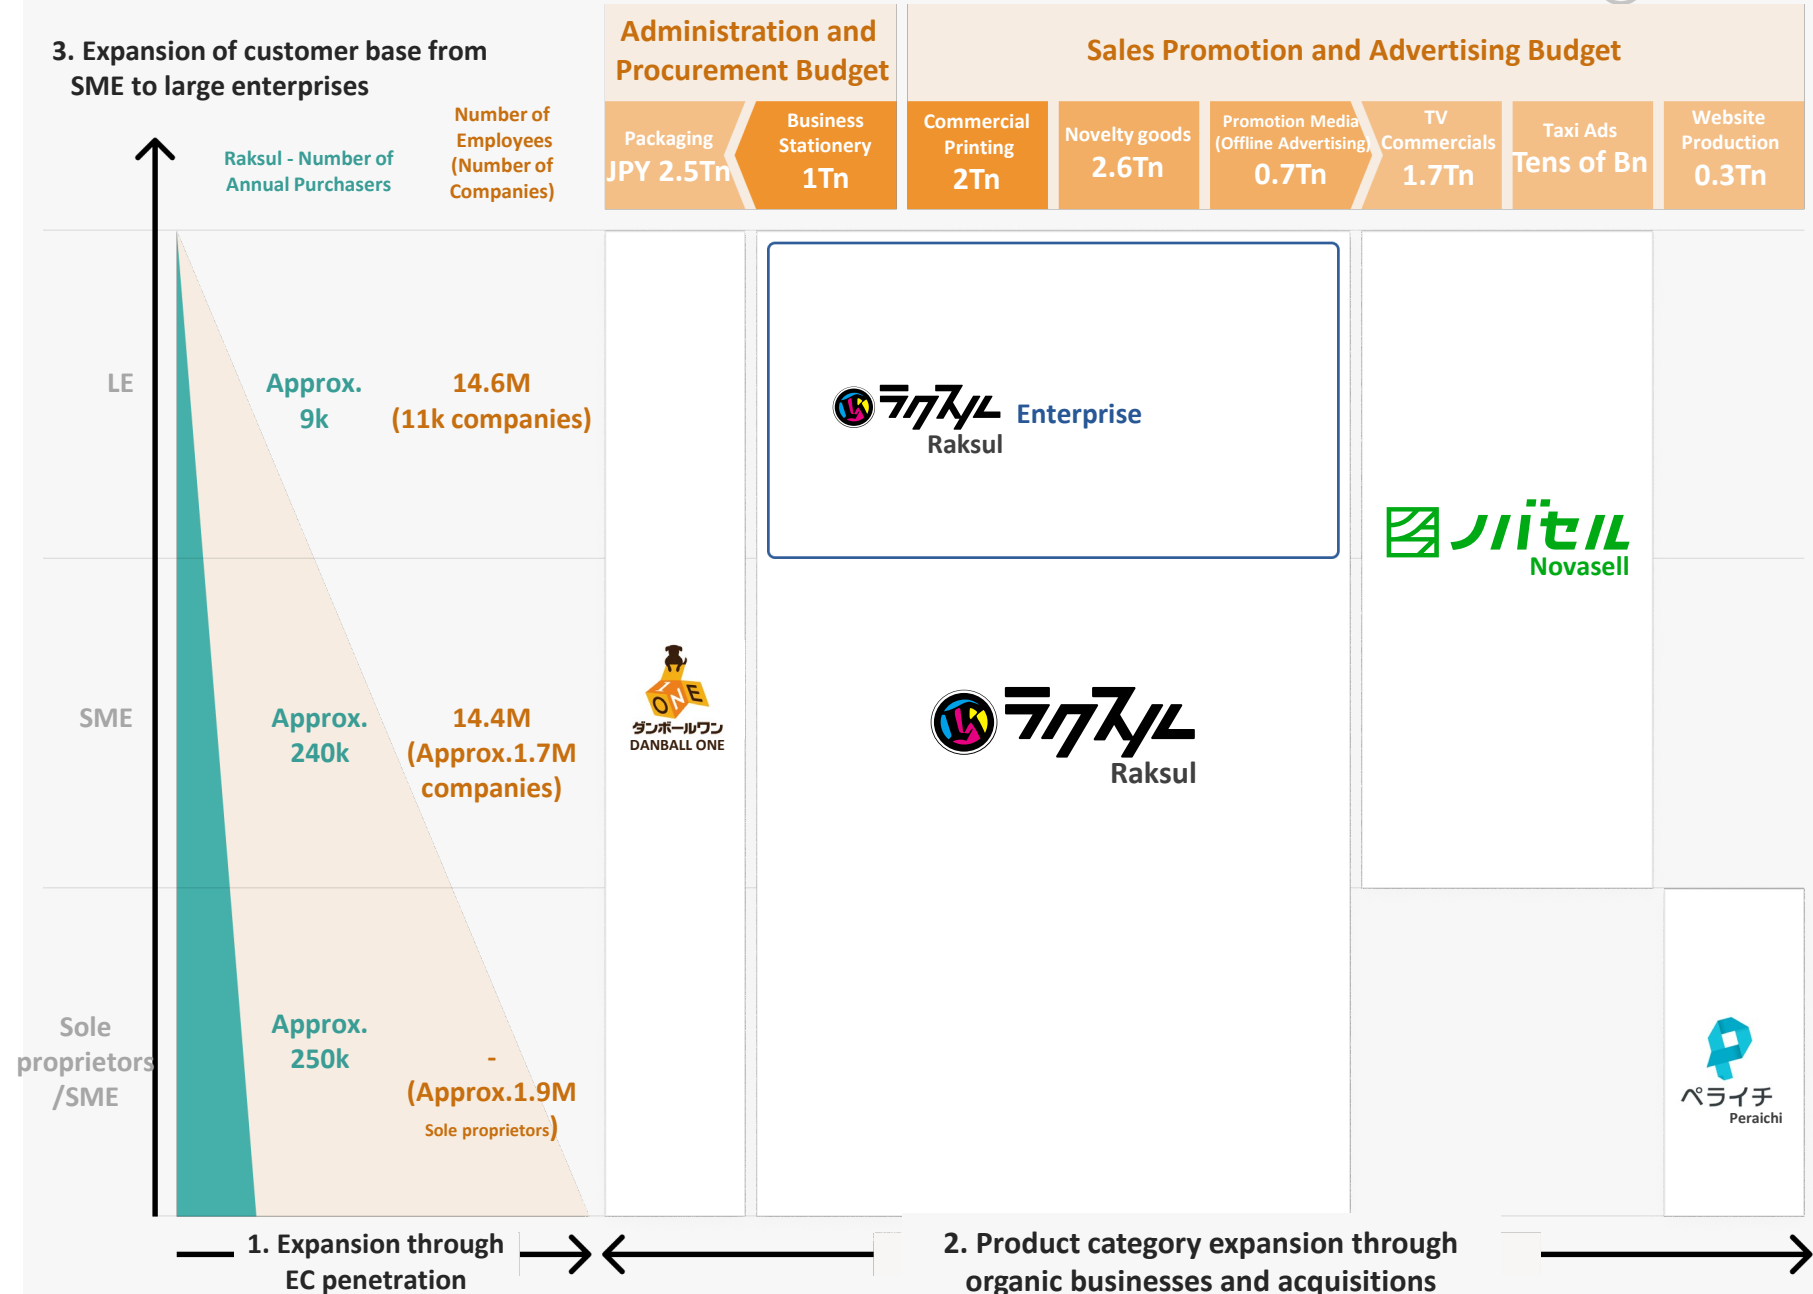 3. Expansion of customer base from
SME to large enterprises
Administration and
Procurement Budget
Sales Promotion and Advertising Budget
Raksul - Number of
Annual Purchasers
Number of
Employees
(Number of
Companies)
Packaging
JPY 2.5Tn
Business
Stationery
1Tn
Commercial
Printing
2Tn
Novelty goods
2.6Tn
Promotion Media
(Offline Advertising)
0.7Tn
TV
Commercials
1.7Tn
Taxi Ads
Tens of Bn
Website
Production
0.3Tn
LE
Approx.
9k
14.6M
(11k companies)
ラクスル Enterprise
Raksul
ノバセル
Novasell
SME
Approx.
240k
14.4M
(Approx.1.7M
companies)
ONE
ダンボールワン
DANBALL ONE
ラクスル
Raksul
Sole
proprietors
/SME
Approx.
250k
-
(Approx.1.9M
Sole proprietors)
ペライチ
Peraichi
1. Expansion through
EC penetration
2. Product category expansion through
organic businesses and acquisitions